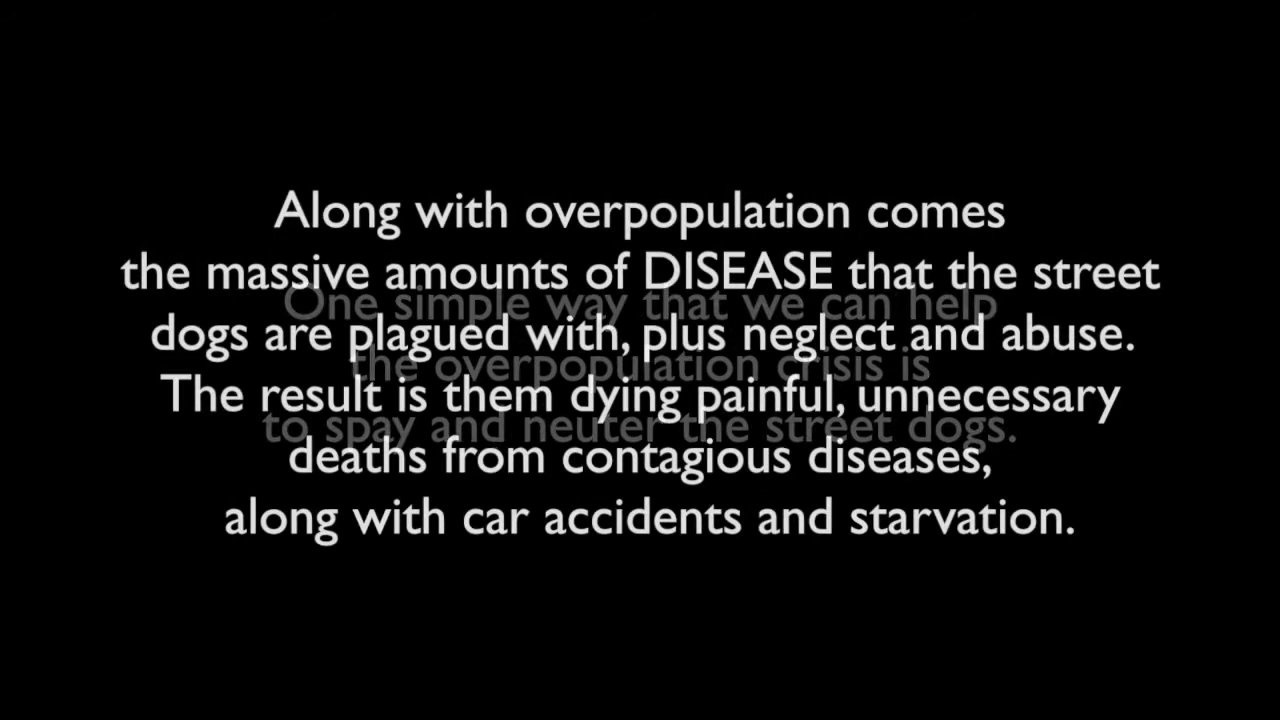 Along with overpopulation comes
the massive amounts of DISEASE that the street
dogs are plagued with, plus neglect and abuse.
The result is them dying painful, unnecessary
deaths from contagious diseases,
along with car accidents and starvation.
One simple way that we can help
the overpopulation crisis is
to spay and neuter the street dogs.